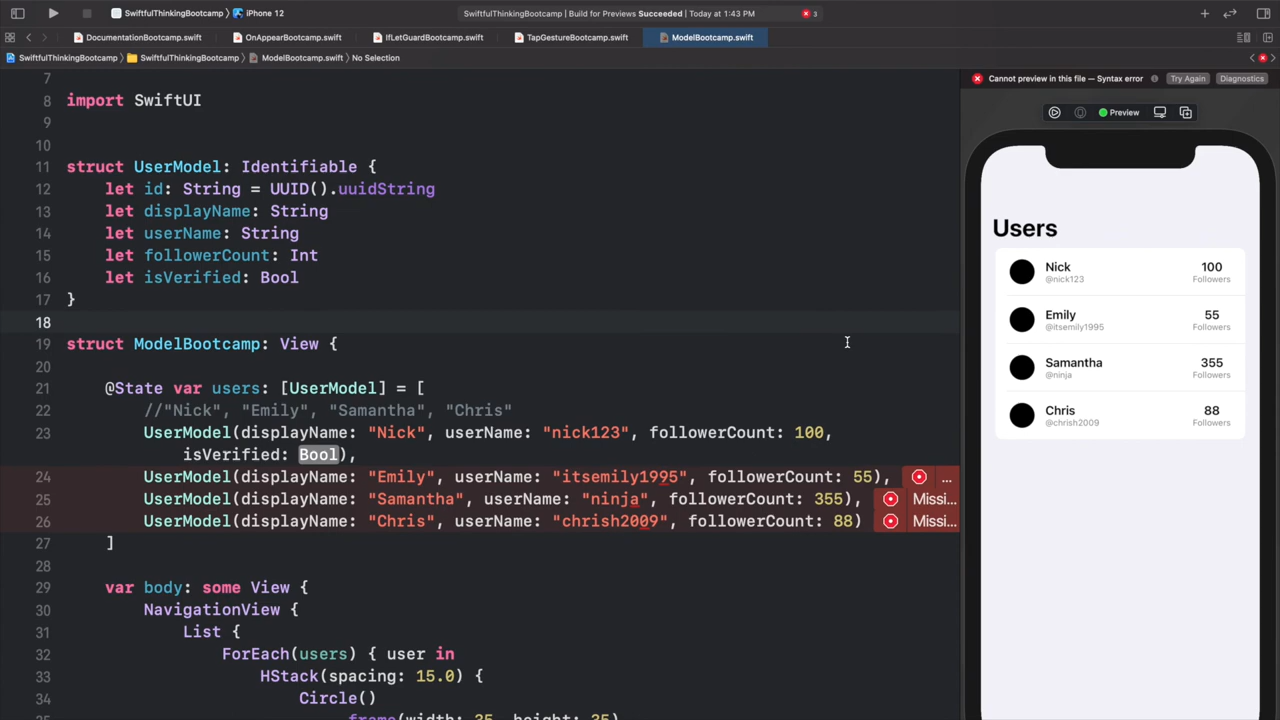 SwiftfulThinkingBootcamp
iPhone 12
SwiftfulThinkingBootcamp | Build for Previews Succeeded | Today at 1:43 PM
3
DocumentationBootcamp.swift
OnAppearBootcamp.swift
IfLetGuardBootcamp.swift
TapGestureBootcamp.swift
ModelBootcamp.swift
SwiftfulThinkingBootcamp
SwiftfulThinkingBootcamp
ModelBootcamp.swift
No Selection
7
8 import SwiftUI
9
10
11 struct UserModel: Identifiable {
12 let id: String = UUID().uuidString
13 let displayName: String
14 let userName: String
15 let followerCount: Int
16 let isVerified: Bool
17 }
18
19 struct ModelBootcamp: View {
20
21 @State var users: [UserModel] = [
22 //"Nick", "Emily", "Samantha", "Chris"
23 UserModel(displayName: "Nick", userName: "nick123", followerCount: 100,
isVerified: Bool),
24 UserModel(displayName: "Emily", userName: "itsemily1995", followerCount: 55), ...
25 UserModel(displayName: "Samantha", userName: "ninja", followerCount: 355), Missi...
26 UserModel(displayName: "Chris", userName: "chrish2009", followerCount: 88) Missi...
27 ]
28
29 var body: some View {
30 NavigationView {
31 List {
32 ForEach(users) { user in
33 HStack(spacing: 15.0) {
34 Circle()
.frame(width: 35, height: 35)
Cannot preview in this file — Syntax error
Try Again
Diagnostics
Preview
Users
Nick 100
@nick123 Followers
Emily 55
@itsemily1995 Followers
Samantha 355
@ninja Followers
Chris 88
@chrish2009 Followers